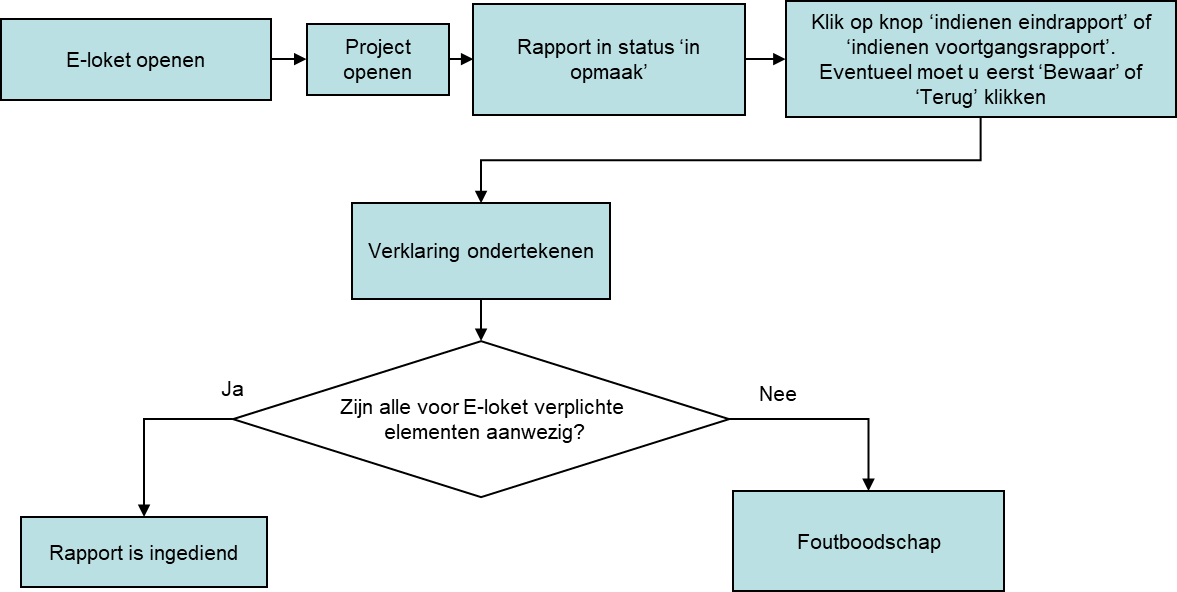 E-loket openen
Project
openen
Rapport in status ‘in
opmaak’
Klik op knop ‘indienen eindrapport’ of
‘indienen voortgangsrapport’.
Eventueel moet u eerst ‘Bewaar’ of
‘Terug’ klikken
Verklaring ondertekenen
Ja
Nee
Zijn alle voor E-loket verplichte
elementen aanwezig?
Rapport is ingediend
Foutboodschap